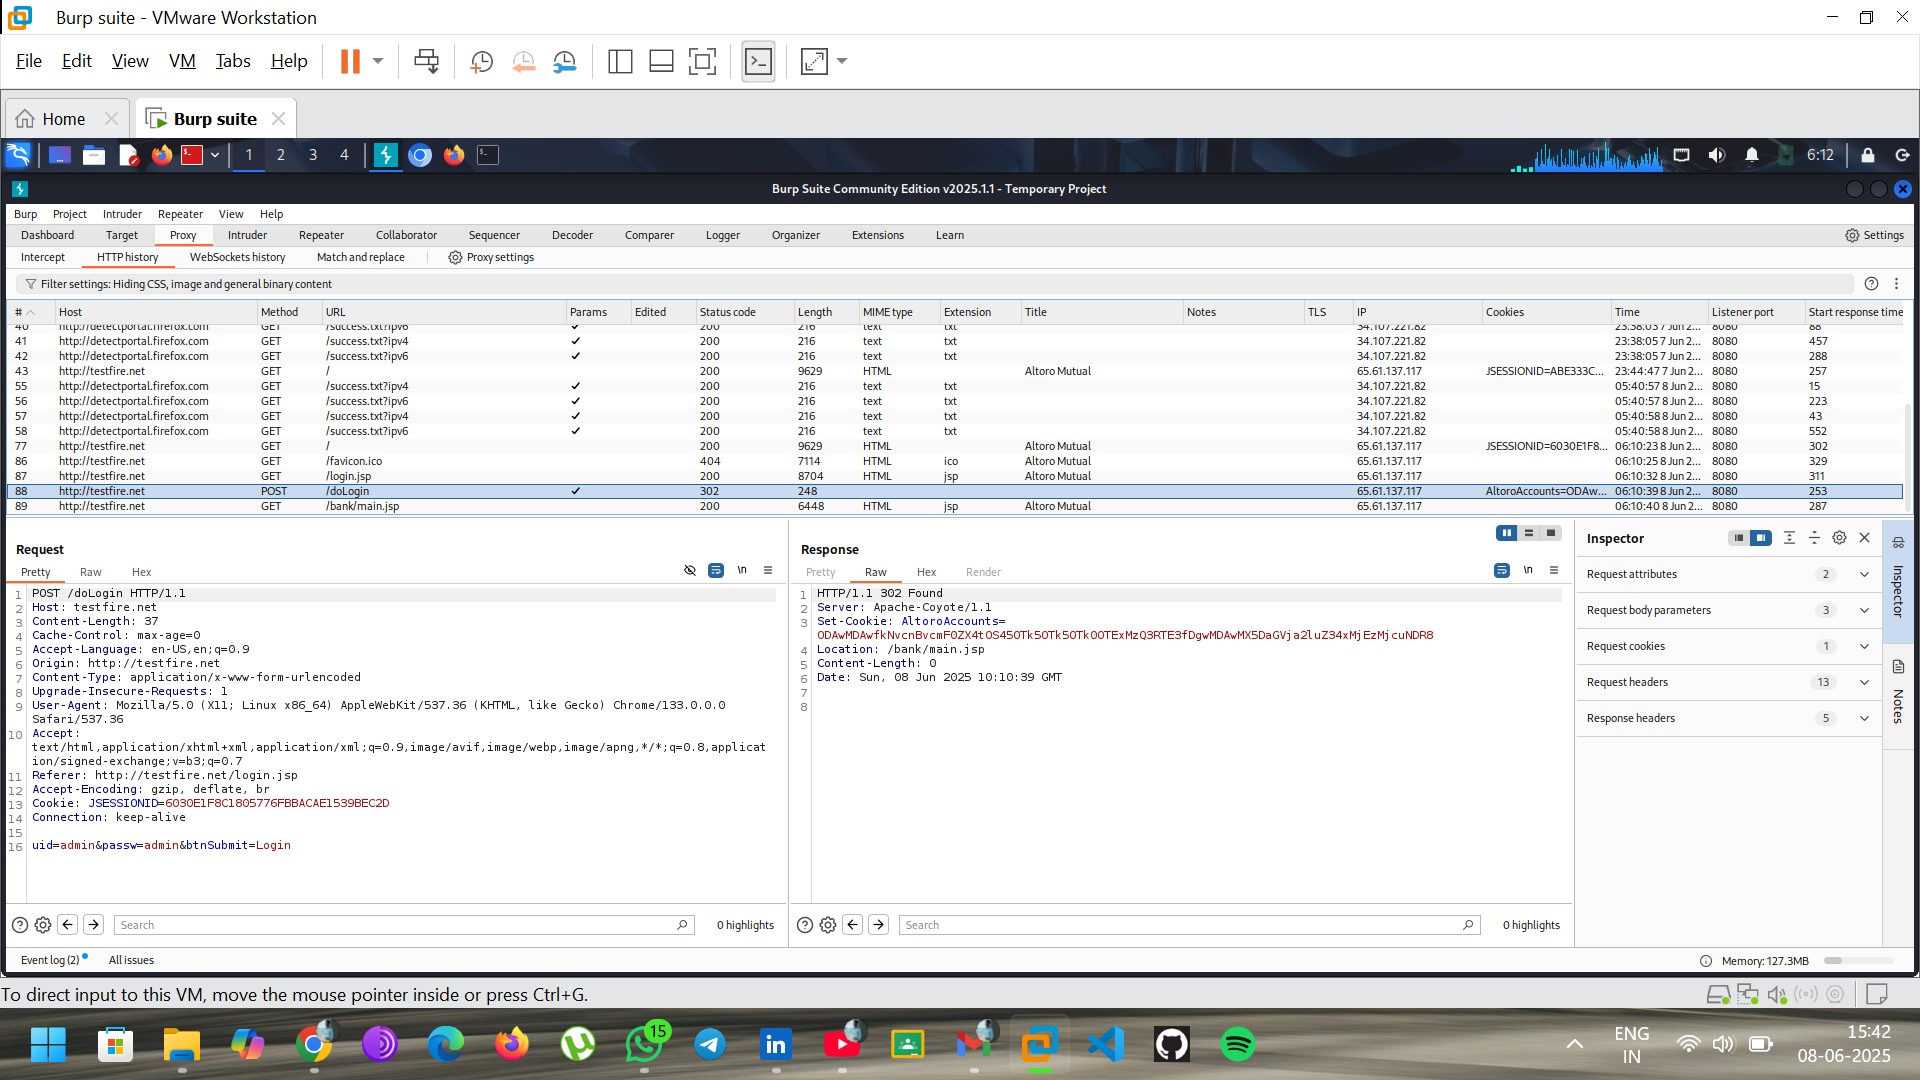 Burp suite - VMware Workstation
File Edit View VM Tabs Help
Home
Burp suite
1 2 3 4
6:12
Burp Suite Community Edition v2025.1.1 - Temporary Project
Burp Project Intruder Repeater View Help
Dashboard Target Proxy Intruder Repeater Collaborator Sequencer Decoder Comparer Logger Organizer Extensions Learn Settings
Intercept HTTP history WebSockets history Match and replace Proxy settings
Filter settings: Hiding CSS, image and general binary content
# Host Method URL Params Edited Status code Length MIME type Extension Title Notes TLS IP Cookies Time Listener port Start response time
40 http://detectportal.firefox.com GET /success.txt?ipv6 ✓ 200 216 text txt 34.107.221.82 23:38:03 7 Jun 2... 8080 88
41 http://detectportal.firefox.com GET /success.txt?ipv4 ✓ 200 216 text txt 34.107.221.82 23:38:05 7 Jun 2... 8080 457
42 http://detectportal.firefox.com GET /success.txt?ipv6 ✓ 200 216 text txt 34.107.221.82 23:38:05 7 Jun 2... 8080 288
43 http://testfire.net GET / 200 9629 HTML Altoro Mutual 65.61.137.117 JSESSIONID=ABE333C... 23:44:47 7 Jun 2... 8080 257
55 http://detectportal.firefox.com GET /success.txt?ipv4 ✓ 200 216 text txt 34.107.221.82 05:40:57 8 Jun 2... 8080 15
56 http://detectportal.firefox.com GET /success.txt?ipv6 ✓ 200 216 text txt 34.107.221.82 05:40:57 8 Jun 2... 8080 223
57 http://detectportal.firefox.com GET /success.txt?ipv4 ✓ 200 216 text txt 34.107.221.82 05:40:58 8 Jun 2... 8080 43
58 http://detectportal.firefox.com GET /success.txt?ipv6 ✓ 200 216 text txt 34.107.221.82 05:40:58 8 Jun 2... 8080 552
77 http://testfire.net GET / 200 9629 HTML Altoro Mutual 65.61.137.117 JSESSIONID=6030E1F8... 06:10:23 8 Jun 2... 8080 302
86 http://testfire.net GET /favicon.ico 404 7114 HTML ico Altoro Mutual 65.61.137.117 06:10:25 8 Jun 2... 8080 329
87 http://testfire.net GET /login.jsp 200 8704 HTML jsp Altoro Mutual 65.61.137.117 06:10:32 8 Jun 2... 8080 311
88 http://testfire.net POST /doLogin ✓ 302 248 65.61.137.117 AltoroAccounts=ODAw... 06:10:39 8 Jun 2... 8080 253
89 http://testfire.net GET /bank/main.jsp 200 6448 HTML jsp Altoro Mutual 65.61.137.117 06:10:40 8 Jun 2... 8080 287
Request
Pretty Raw Hex \n
1 POST /doLogin HTTP/1.1
2 Host: testfire.net
3 Content-Length: 37
4 Cache-Control: max-age=0
5 Accept-Language: en-US,en;q=0.9
6 Origin: http://testfire.net
7 Content-Type: application/x-www-form-urlencoded
8 Upgrade-Insecure-Requests: 1
9 User-Agent: Mozilla/5.0 (X11; Linux x86_64) AppleWebKit/537.36 (KHTML, like Gecko) Chrome/133.0.0.0
Safari/537.36
10 Accept:
text/html,application/xhtml+xml,application/xml;q=0.9,image/avif,image/webp,image/apng,*/*;q=0.8,applicat
ion/signed-exchange;v=b3;q=0.7
11 Referer: http://testfire.net/login.jsp
12 Accept-Encoding: gzip, deflate, br
13 Cookie: JSESSIONID=6030E1F8C1805776FBBACAE1539BEC2D
14 Connection: keep-alive
15
16 uid=admin&passw=admin&btnSubmit=Login
Search
0 highlights
Response
Pretty Raw Hex Render \n
1 HTTP/1.1 302 Found
2 Server: Apache-Coyote/1.1
3 Set-Cookie: AltoroAccounts=
ODAwMDAwfkNvcnBvcmF0ZX4tOS45OTk5OTk5OTk0OTExMzQ3RTE3fDgwMDAwMX5DaGVja2luZ34xMjEzMjcuNDR8
4 Location: /bank/main.jsp
5 Content-Length: 0
6 Date: Sun, 08 Jun 2025 10:10:39 GMT
7
8
Search
0 highlights
Inspector
Request attributes 2
Request body parameters 3
Request cookies 1
Request headers 13
Response headers 5
Inspector
Notes
Event log (2) All issues
Memory: 127.3MB
To direct input to this VM, move the mouse pointer inside or press Ctrl+G.
15
ENG
IN
15:42
08-06-2025